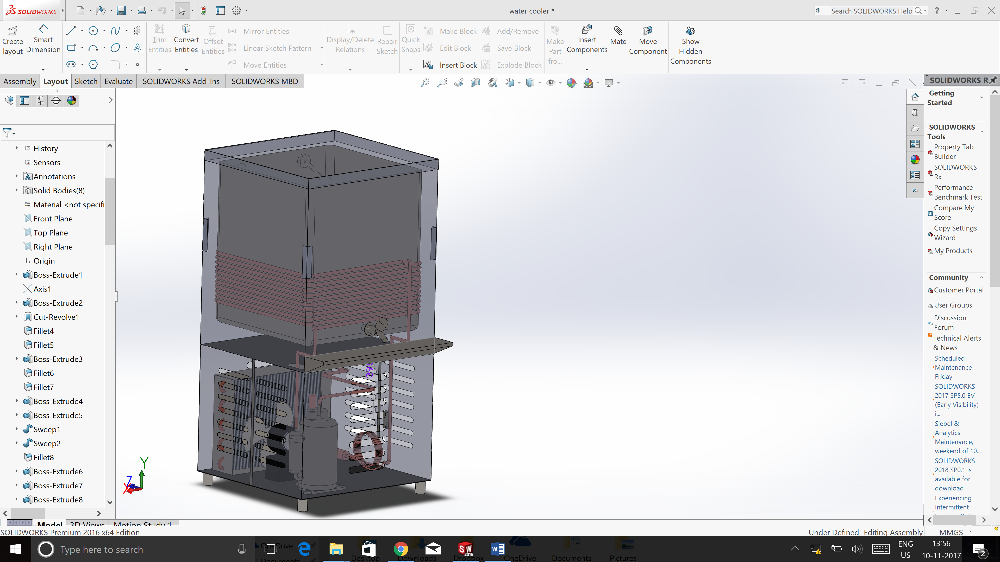 SOLIDWORKS
water cooler *
Search SOLIDWORKS Help
?
Create layout
Smart Dimension
Trim Entities
Convert Entities
Offset Entities
Mirror Entities
Linear Sketch Pattern
Move Entities
Display/Delete Relations
Repair Sketch
Quick Snaps
Make Block
Edit Block
Insert Block
Add/Remove
Save Block
Explode Block
Make Part fro...
Insert Components
Mate
Move Component
Show Hidden Components
Assembly
Layout
Sketch
Evaluate
SOLIDWORKS Add-Ins
SOLIDWORKS MBD
History
Sensors
Annotations
Solid Bodies(8)
Material <not specifi
Front Plane
Top Plane
Right Plane
Origin
Boss-Extrude1
Axis1
Boss-Extrude2
Cut-Revolve1
Fillet4
Fillet5
Boss-Extrude3
Fillet6
Fillet7
Boss-Extrude4
Boss-Extrude5
Sweep1
Sweep2
Fillet8
Boss-Extrude6
Boss-Extrude7
Boss-Extrude8
Y
Z
X
SOLIDWORKS R
Getting
Started
SOLIDWORKS
Tools
Property Tab
Builder
SOLIDWORKS
Rx
Performance
Benchmark Test
Compare My
Score
Copy Settings
Wizard
My Products
Community
Customer Portal
User Groups
Discussion
Forum
Technical Alerts
& News
Scheduled
Maintenance
Friday
SOLIDWORKS
2017 SP5.0 EV
(Early Visibility)
i...
Siebel &
Analytics
Maintenance,
weekend of 10...
SOLIDWORKS
2018 SP0.1 is
available for
download
Experiencing
Intermittent
Model
3D Views
Motion Study 1
SOLIDWORKS Premium 2016 x64 Edition
Under Defined
Editing Assembly
MMGS
Type here to search
OneDrive
Documents
Desktop
Downloads
SW
2016
Dropbox
OneDrive
Documents
Pictures
ENG
US
13:56
10-11-2017
2